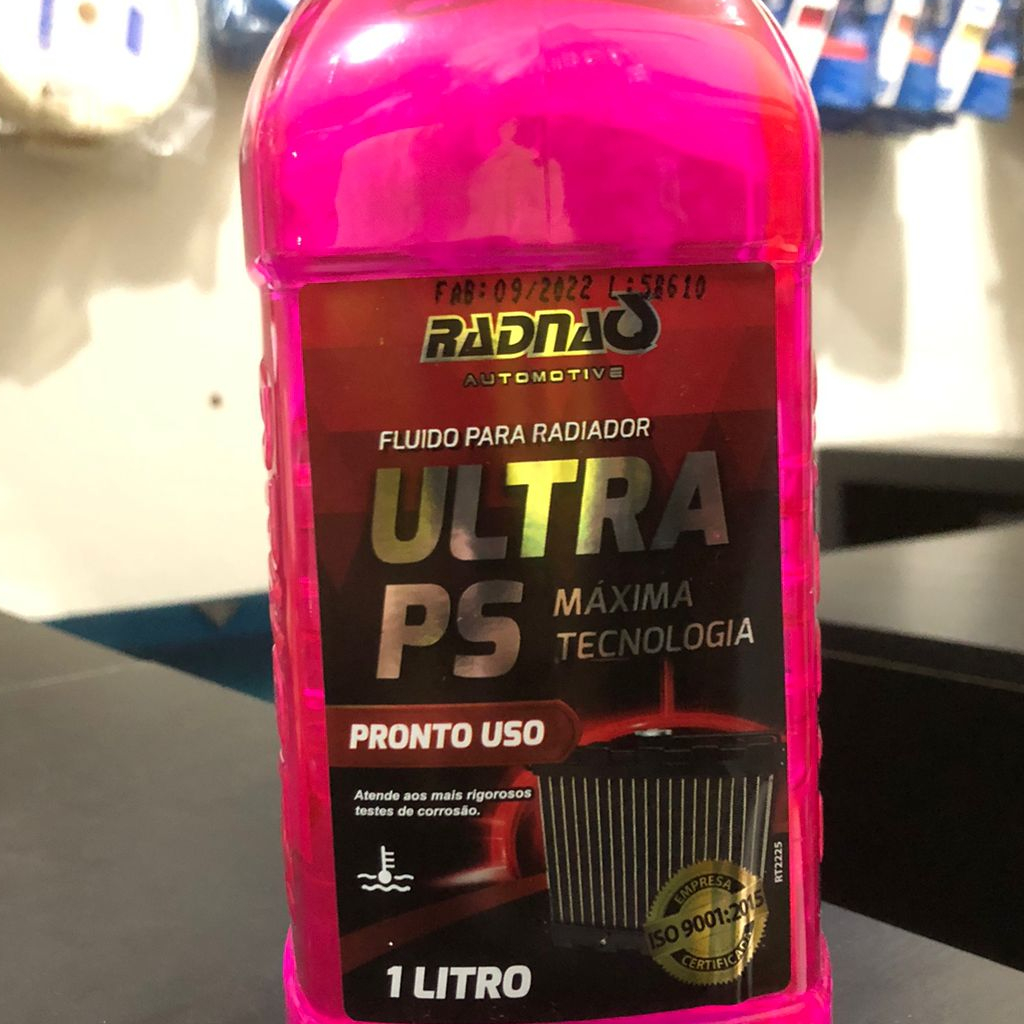 FAB: 09/2022 L:58610
RADNAQ
AUTOMOTIVE
FLUIDO PARA RADIADOR
ULTRA
PS
MÁXIMA
TECNOLOGIA
PRONTO USO
Atende aos mais rigorosos
testes de corrosão.
RT2225
EMPRESA
ISO 9001:2015
CERTIFICADA
1 LITRO